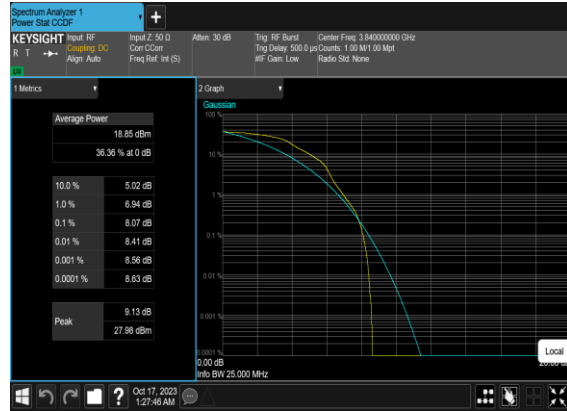 Spectrum Analyzer 1
Power Stat CCDF
KEYSIGHT
R T
LXI
Input: RF
Coupling: DC
Align: Auto
Input Z: 50 Ω
Corr CCorr
Freq Ref: Int (S)
Atten: 30 dB
Trig: RF Burst
Trig Delay: 500.0 µs
#IF Gain: Low
Center Freq: 3.840000000 GHz
Counts: 1.00 M/1.00 Mpt
Radio Std: None
1 Metrics
Average Power
18.85 dBm
36.36 % at 0 dB
10.0 % 5.02 dB
1.0 % 6.94 dB
0.1 % 8.07 dB
0.01 % 8.41 dB
0.001 % 8.56 dB
0.0001 % 8.63 dB
Peak
9.13 dB
27.98 dBm
2 Graph
Gaussian
100 %
10 %
1 %
0.1 %
0.01 %
0.001 %
0.0001 %
0.00 dB
Info BW 25.000 MHz
Local
Oct 17, 2023
1:27:46 AM